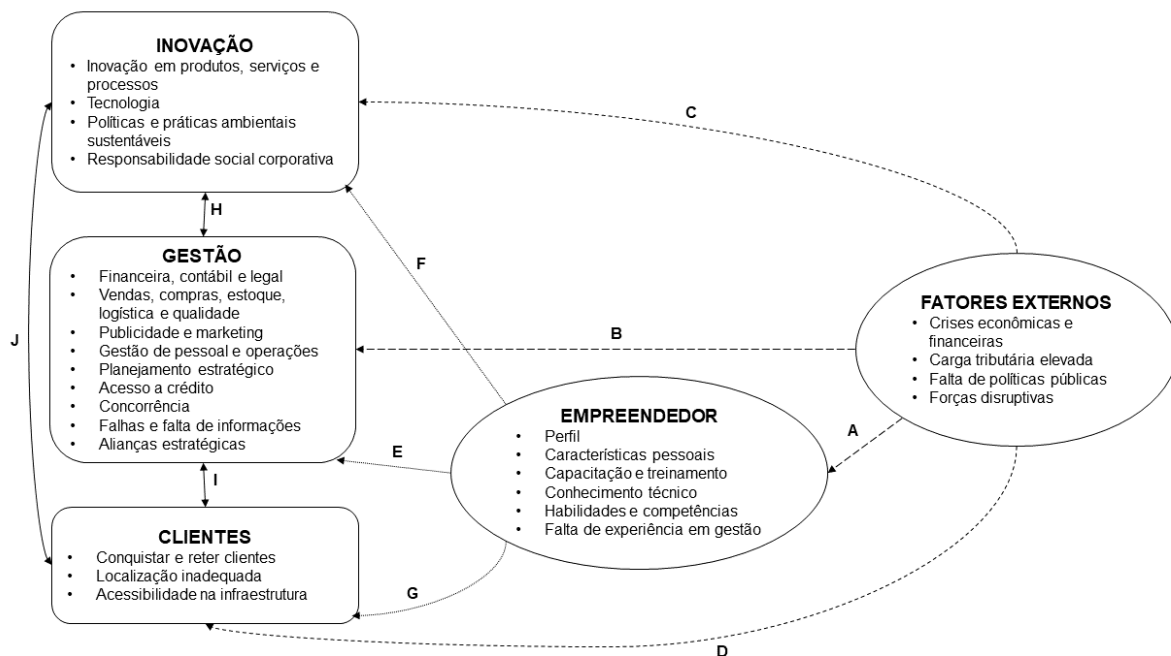 INOVAÇÃO
• Inovação em produtos, serviços e
processos
• Tecnologia
• Políticas e práticas ambientais
sustentáveis
• Responsabilidade social corporativa
C
H
F
J
GESTÃO
• Financeira, contábil e legal
• Vendas, compras, estoque,
logística e qualidade
• Publicidade e marketing
• Gestão de pessoal e operações
• Planejamento estratégico
• Acesso a crédito
• Concorrência
• Falhas e falta de informações
• Alianças estratégicas
B
FATORES EXTERNOS
• Crises econômicas e
financeiras
• Carga tributária elevada
• Falta de políticas públicas
• Forças disruptivas
A
E
EMPREENDEDOR
• Perfil
• Características pessoais
• Capacitação e treinamento
• Conhecimento técnico
• Habilidades e competências
• Falta de experiência em gestão
I
CLIENTES
• Conquistar e reter clientes
• Localização inadequada
• Acessibilidade na infraestrutura
G
D